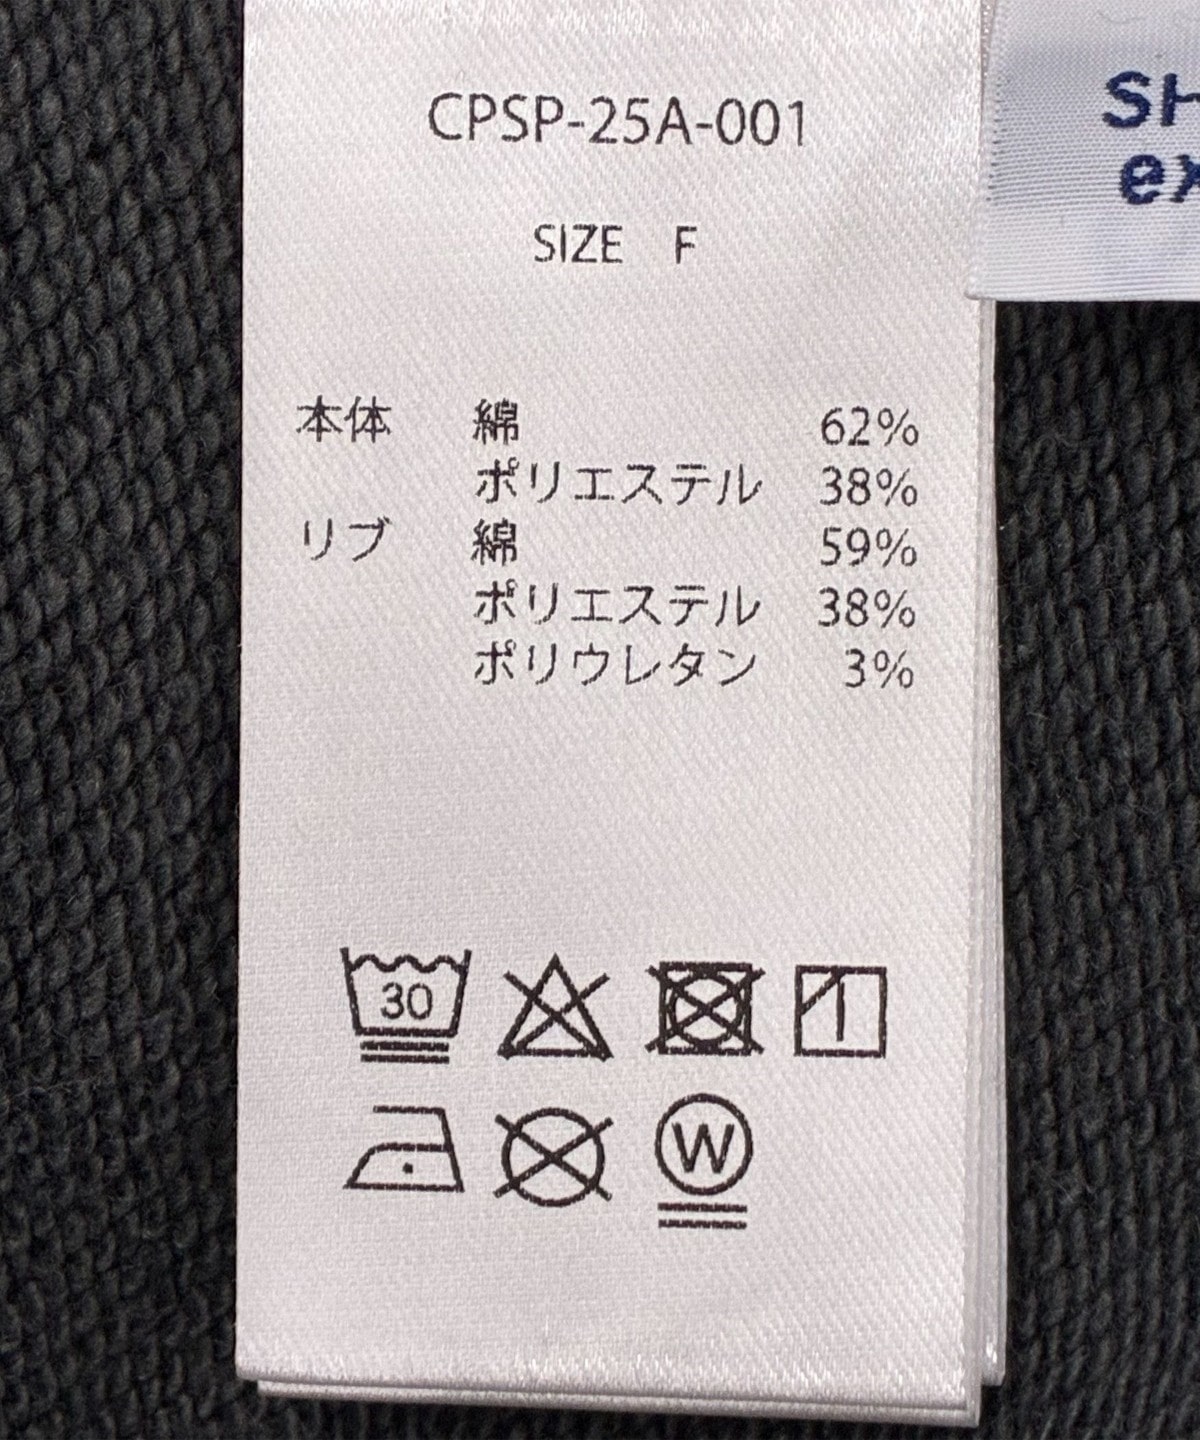 CPSP-25A-001
SIZE F
本体 綿 62%
ポリエステル 38%
リブ 綿 59%
ポリエステル 38%
ポリウレタン 3%
30
W